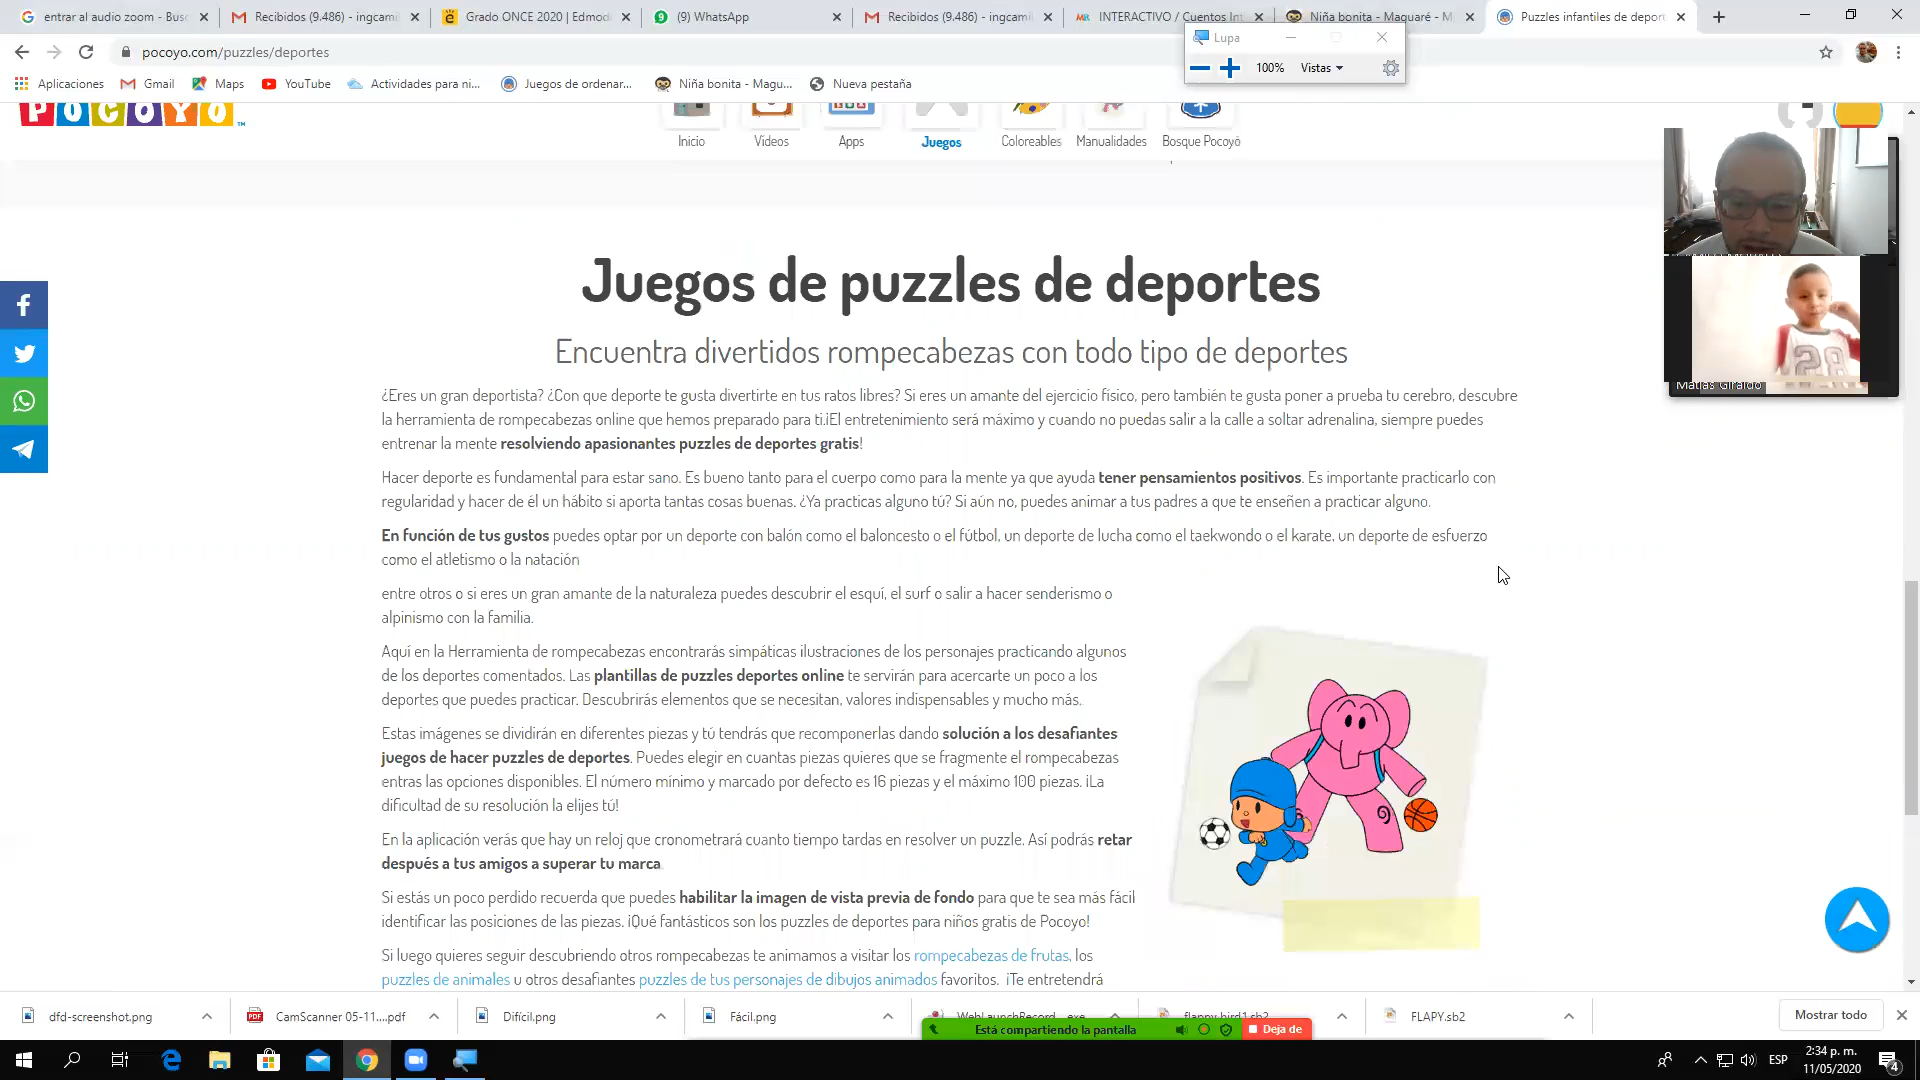 entrar al audio zoom - Bus
Recibidos (9.486) - ingcami
Grado ONCE 2020 | Edmod
(9) WhatsApp
Recibidos (9.486) - ingcami
INTERACTIVO / Cuentos Int
Niña bonita - Maguaré - M
Puzzles infantiles de deport
Lupa
pocoyo.com/puzzles/deportes
100%
Vistas
Aplicaciones
Gmail
Maps
YouTube
Actividades para ni...
Juegos de ordenar...
Niña bonita - Magu...
Nueva pestaña
POCOYO
Inicio
Vídeos
Apps
Juegos
Coloreables
Manualidades
Bosque Pocoyó
Juegos de puzzles de deportes
Encuentra divertidos rompecabezas con todo tipo de deportes
28
Matías Giraldo
¿Eres un gran deportista? ¿Con que deporte te gusta divertirte en tus ratos libres? Si eres un amante del ejercicio físico, pero también te gusta poner a prueba tu cerebro, descubre
la herramienta de rompecabezas online que hemos preparado para ti.¡El entretenimiento será máximo y cuando no puedas salir a la calle a soltar adrenalina, siempre puedes
entrenar la mente resolviendo apasionantes puzzles de deportes gratis!
Hacer deporte es fundamental para estar sano. Es bueno tanto para el cuerpo como para la mente ya que ayuda tener pensamientos positivos. Es importante practicarlo con
regularidad y hacer de él un hábito si aporta tantas cosas buenas. ¿Ya practicas alguno tú? Si aún no, puedes animar a tus padres a que te enseñen a practicar alguno.
En función de tus gustos puedes optar por un deporte con balón como el baloncesto o el fútbol, un deporte de lucha como el taekwondo o el karate, un deporte de esfuerzo
como el atletismo o la natación
entre otros o si eres un gran amante de la naturaleza puedes descubrir el esquí, el surf o salir a hacer senderismo o
alpinismo con la familia.
Aquí en la Herramienta de rompecabezas encontrarás simpáticas ilustraciones de los personajes practicando algunos
de los deportes comentados. Las plantillas de puzzles deportes online te servirán para acercarte un poco a los
deportes que puedes practicar. Descubrirás elementos que se necesitan, valores indispensables y mucho más.
Estas imágenes se dividirán en diferentes piezas y tú tendrás que recomponerlas dando solución a los desafiantes
juegos de hacer puzzles de deportes. Puedes elegir en cuantas piezas quieres que se fragmente el rompecabezas
entras las opciones disponibles. El número mínimo y marcado por defecto es 16 piezas y el máximo 100 piezas. ¡La
dificultad de su resolución la elijes tú!
En la aplicación verás que hay un reloj que cronometrará cuanto tiempo tardas en resolver un puzzle. Así podrás retar
después a tus amigos a superar tu marca.
Si estás un poco perdido recuerda que puedes habilitar la imagen de vista previa de fondo para que te sea más fácil
identificar las posiciones de las piezas. ¡Qué fantásticos son los puzzles de deportes para niños gratis de Pocoyo!
Si luego quieres seguir descubriendo otros rompecabezas te animamos a visitar los rompecabezas de frutas, los
puzzles de animales u otros desafiantes puzzles de tus personajes de dibujos animados favoritos. ¡Te entretendrá
dfd-screenshot.png
CamScanner 05-11....pdf
Difícil.png
Fácil.png
WebLaunchRecord....exe
flappy bird1.sb2
FLAPY.sb2
Mostrar todo
Está compartiendo la pantalla
Deja de
ESP
2:34 p. m.
11/05/2020
4